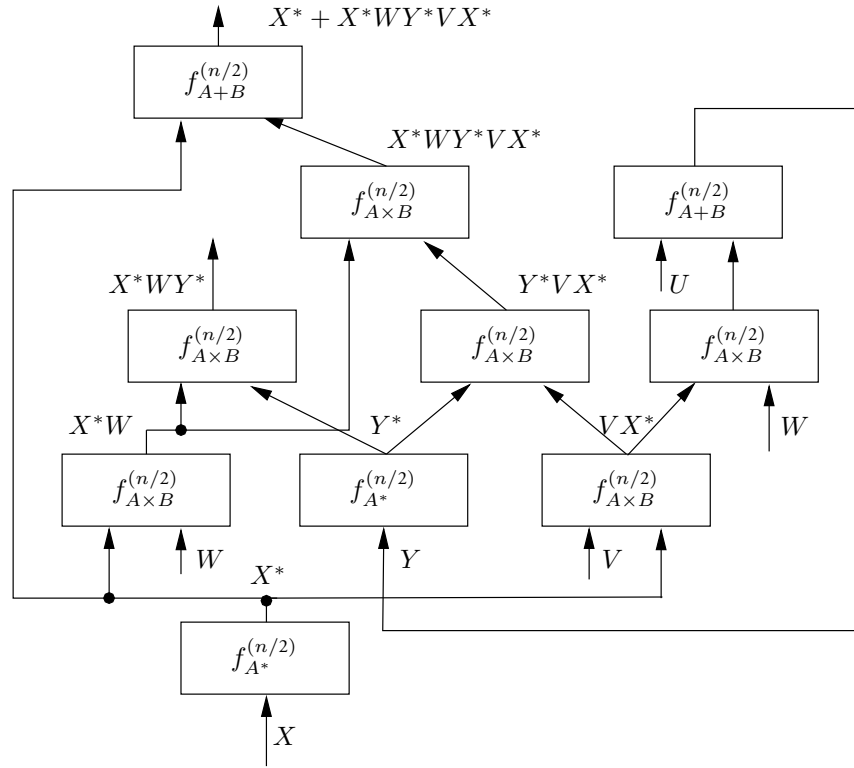 X* + X*WY*VX*
f_{A+B}^{(n/2)}
X*WY*VX*
f_{A×B}^{(n/2)}
f_{A+B}^{(n/2)}
X*WY*
Y*VX*
U
f_{A×B}^{(n/2)}
f_{A×B}^{(n/2)}
f_{A×B}^{(n/2)}
X*W
Y*
VX*
W
f_{A×B}^{(n/2)}
f_{A*}^{(n/2)}
f_{A×B}^{(n/2)}
W
Y
V
X*
f_{A*}^{(n/2)}
X